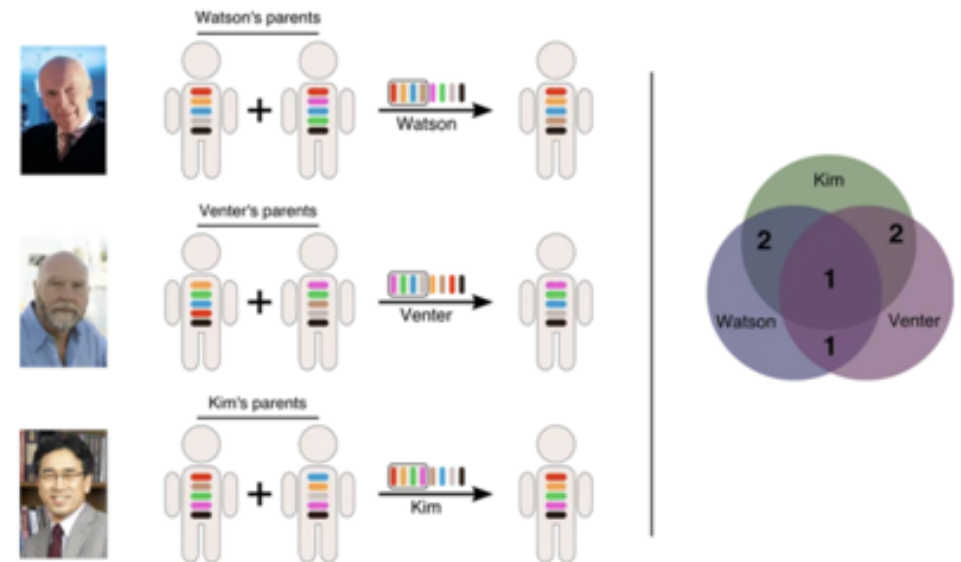 Watson's parents
+
Watson
Venter's parents
+
Venter
Kim's parents
+
Kim
Kim
2
2
1
Watson
Venter
1